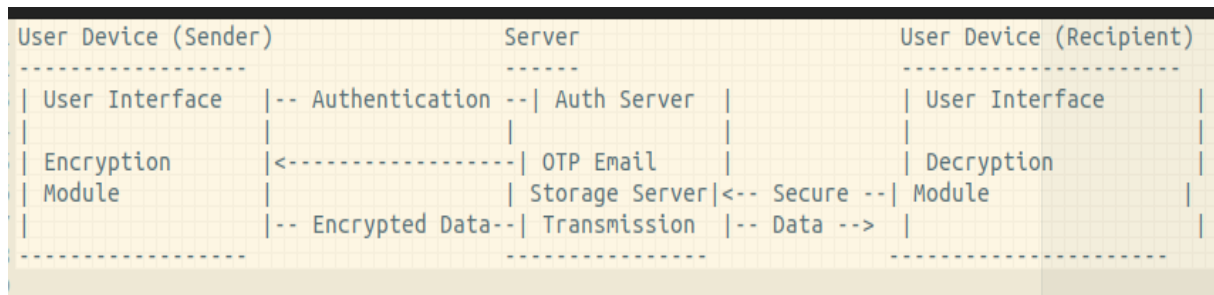 User Device (Sender)                      Server                             User Device (Recipient)
------------------                        ------                             ----------------------
| User Interface   |-- Authentication --| Auth Server  |              | User Interface       |
|                  |                    |              |              |                      |
| Encryption       |<-------------------| OTP Email    |              | Decryption           |
| Module           |                    | Storage Server|<-- Secure --| Module               |
|                  |-- Encrypted Data--| Transmission  |-- Data -->  |                      |
------------------                      ----------------              ----------------------